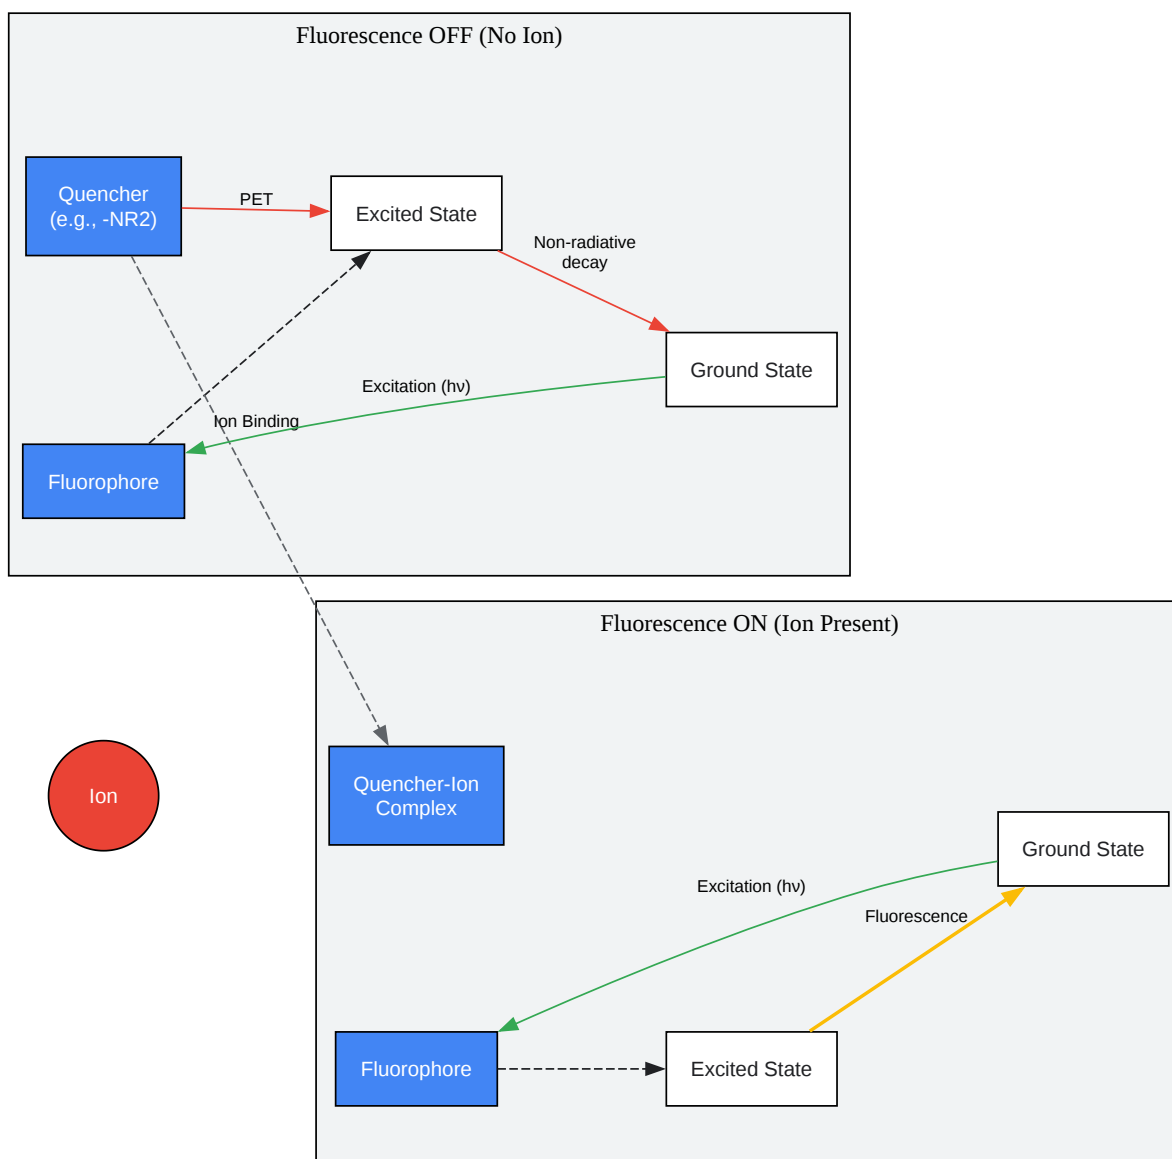 Fluorescence OFF (No Ion)
Quencher
(e.g., -NR2)
PET
Excited State
Non-radiative
decay
Ground State
Excitation (hν)
Ion Binding
Fluorophore
Fluorescence ON (Ion Present)
Ion
Quencher-Ion
Complex
Ground State
Excitation (hν)
Fluorescence
Fluorophore
Excited State